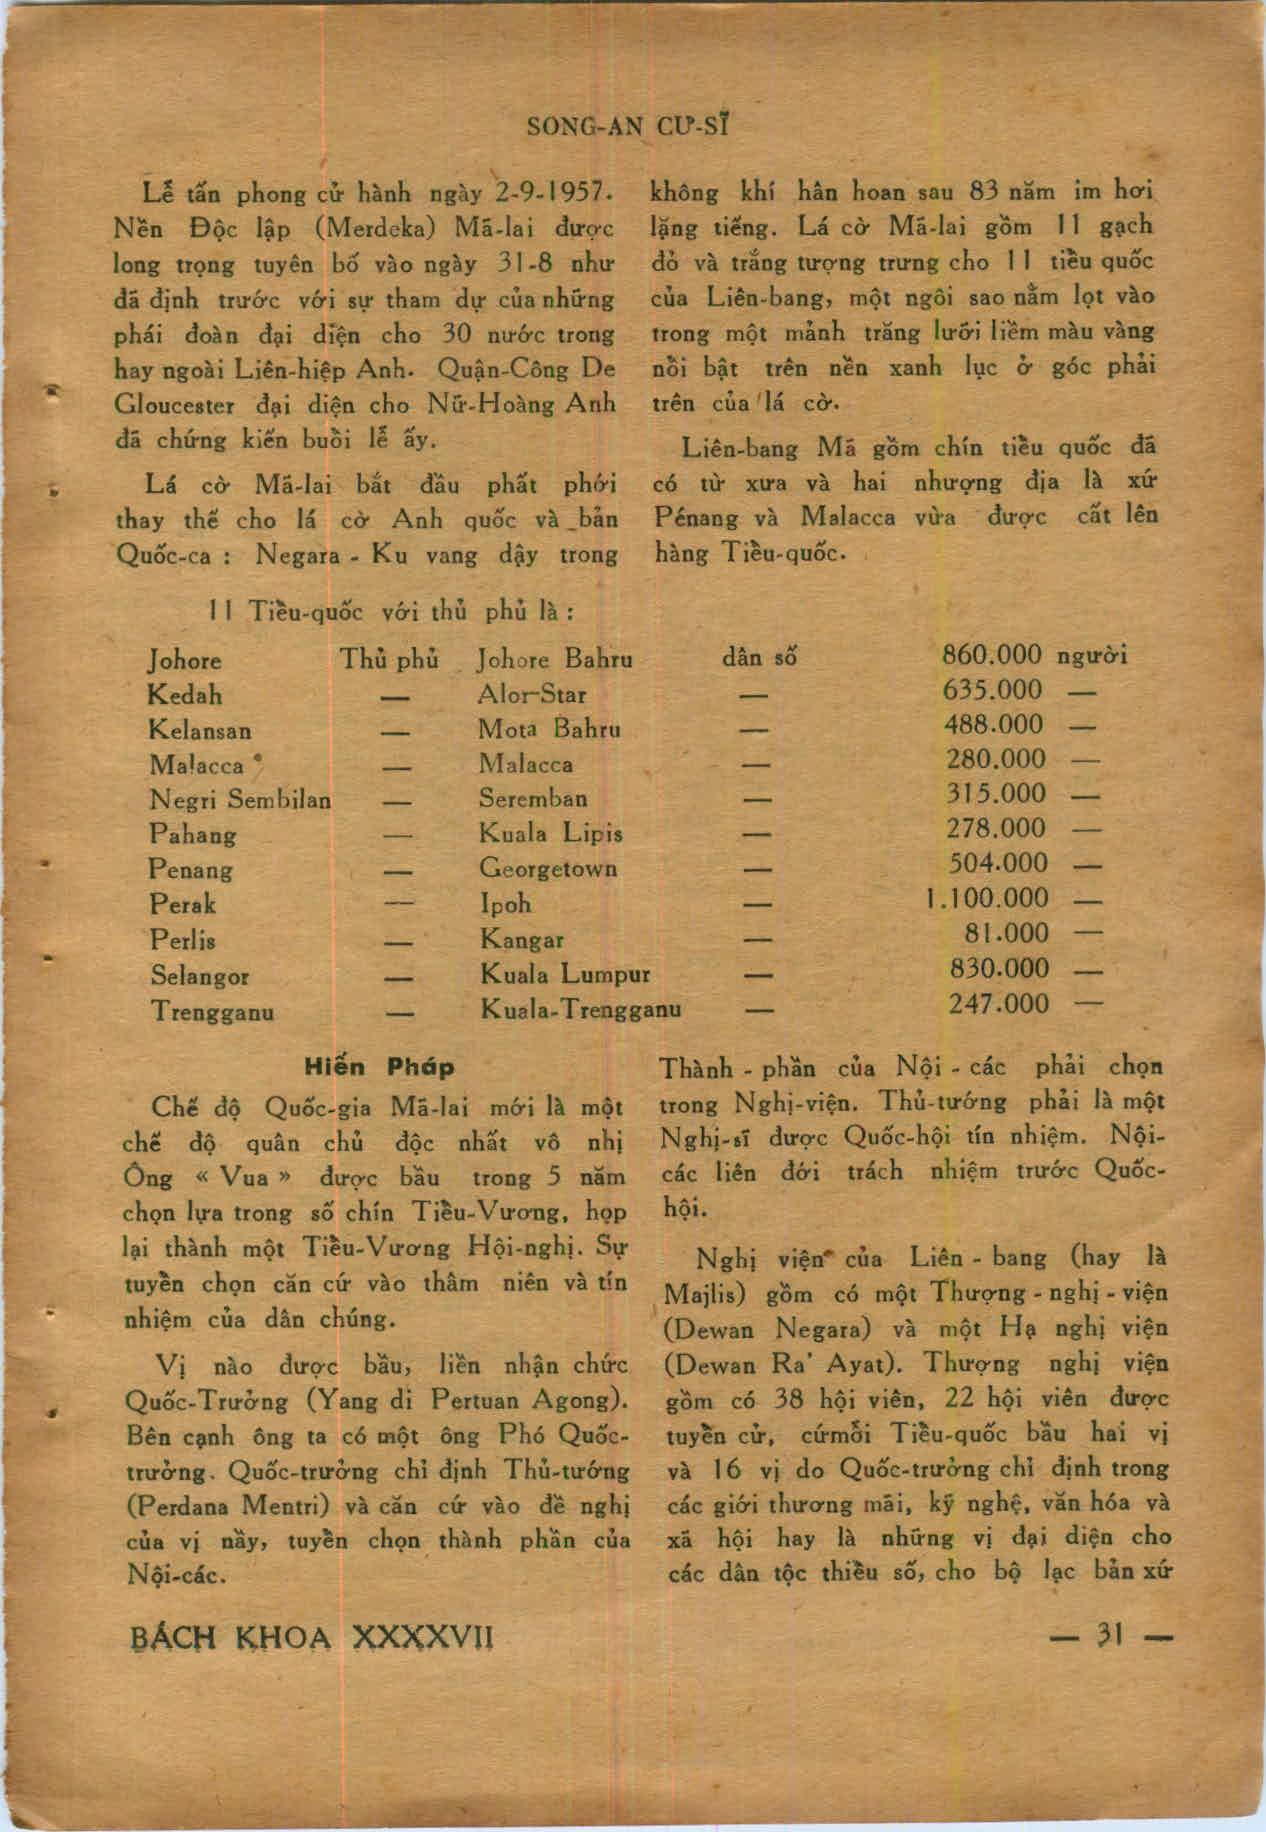 SONG-AN CƯ-SĨ
Lễ tấn phong cử hành ngày 2-9-1957.
Nền Độc lập (Merdeka) Mã-lai được
long trọng tuyên bố vào ngày 31-8 như
đã định trước với sự tham dự của những
phái đoàn đại diện cho 30 nước trong
hay ngoài Liên-hiệp Anh. Quận-Công De
Gloucester đại diện cho Nữ-Hoàng Anh
đã chứng kiến buổi lễ ấy.
Lá cờ Mã-lai bắt đầu phất phới
thay thế cho lá cờ Anh quốc và bản
Quốc-ca : Negara - Ku vang dậy trong
không khí hân hoan sau 83 năm im hơi
lặng tiếng. Lá cờ Mã-lai gồm 11 gạch
đỏ và trắng tượng trưng cho 11 tiểu quốc
của Liên-bang, một ngôi sao nằm lọt vào
trong một mảnh trăng lưỡi liềm màu vàng
nổi bật trên nền xanh lục ở góc phải
trên của lá cờ.
Liên-bang Mã gồm chín tiểu quốc đã
có từ xưa và hai nhượng địa là xứ
Pénang và Malacca vừa được cất lên
hàng Tiểu-quốc.
11 Tiểu-quốc với thủ phủ là :
Johore Thủ phủ Johore Bahru dân số 860.000 người
Kedah — Alor-Star — 635.000 —
Kelansan — Mota Bahru — 488.000 —
Malacca — Malacca — 280.000 —
Negri Sembilan — Seremban — 315.000 —
Pahang — Kuala Lipis — 278.000 —
Penang — Georgetown — 504.000 —
Perak — Ipoh — 1.100.000 —
Perlis — Kangar — 81.000 —
Selangor — Kuala Lumpur — 830.000 —
Trengganu — Kuala-Trengganu — 247.000 —
Hiến Pháp
Chế độ Quốc-gia Mã-lai mới là một
chế độ quân chủ độc nhất vô nhị
Ông « Vua » được bầu trong 5 năm
chọn lựa trong số chín Tiểu-Vương, họp
lại thành một Tiểu-Vương Hội-nghị. Sự
tuyển chọn căn cứ vào thâm niên và tín
nhiệm của dân chúng.
Vị nào được bầu, liền nhận chức
Quốc-Trưởng (Yang di Pertuan Agong).
Bên cạnh ông ta có một ông Phó Quốc-
trưởng. Quốc-trưởng chỉ định Thủ-tướng
(Perdana Mentri) và căn cứ vào đề nghị
của vị nầy, tuyển chọn thành phần của
Nội-các.
Thành - phần của Nội - các phải chọn
trong Nghị-viện. Thủ-tướng phải là một
Nghị-sĩ được Quốc-hội tín nhiệm. Nội-
các liên đới trách nhiệm trước Quốc-
hội.
Nghị viện của Liên - bang (hay là
Majlis) gồm có một Thượng - nghị - viện
(Dewan Negara) và một Hạ nghị viện
(Dewan Ra' Ayat). Thượng nghị viện
gồm có 38 hội viên, 22 hội viên được
tuyển cử, cứmỗi Tiểu-quốc bầu hai vị
và 16 vị do Quốc-trưởng chỉ định trong
các giới thương mãi, kỹ nghệ, văn hóa và
xã hội hay là những vị đại diện cho
các dân tộc thiểu số, cho bộ lạc bản xứ
BÁCH KHOA XXXXVII
— 31 —